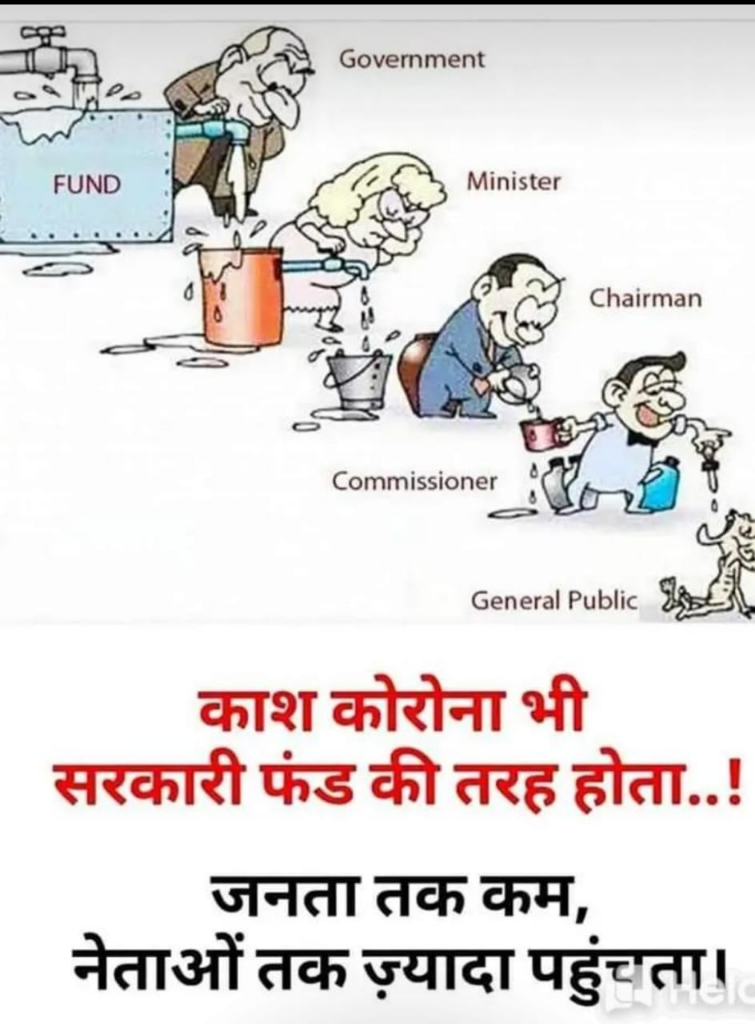 Government
FUND
Minister
Chairman
Commissioner
General Public
काश कोरोना भी
सरकारी फंड की तरह होता..!
जनता तक कम,
नेताओं तक ज़्यादा पहुंचता।